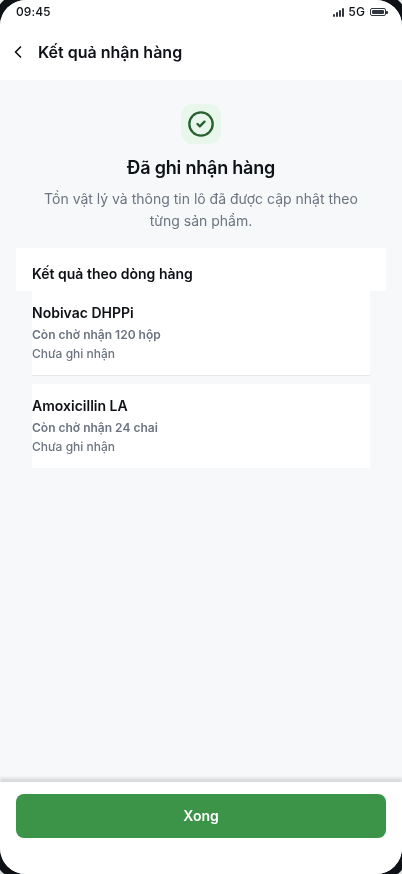 09:45
5G
Kết quả nhận hàng
Đã ghi nhận hàng
Tồn vật lý và thông tin lô đã được cập nhật theo
từng sản phẩm.
Kết quả theo dòng hàng
Nobivac DHPPi
Còn chờ nhận 120 hộp
Chưa ghi nhận
Amoxicillin LA
Còn chờ nhận 24 chai
Chưa ghi nhận
Xong